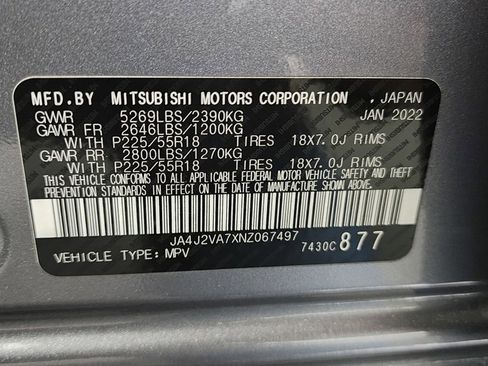 MFD.BY MITSUBISHI MOTORS CORPORATION , JAPAN
GVWR 5269LBS/2390KG JAN 2022
GAWR FR 2646LBS/1200KG
WITH P225/55R18 TIRES 18X7.0J RIMS
GAWR RR 2800LBS/1270KG
WITH P225/55R18 TIRES 18X7.0J RIMS
THIS VEHICLE CONFORMS TO ALL APPLICABLE FEDERAL MOTOR VEHICLE SAFETY, BUMPER, AND THEFT
PREVENTION STANDARDS IN EFFECT ON THE DATE OF MANUFACTURE SHOWN ABOVE.
JA4J2VA7XNZ067497
VEHICLE TYPE: MPV 7430C 877